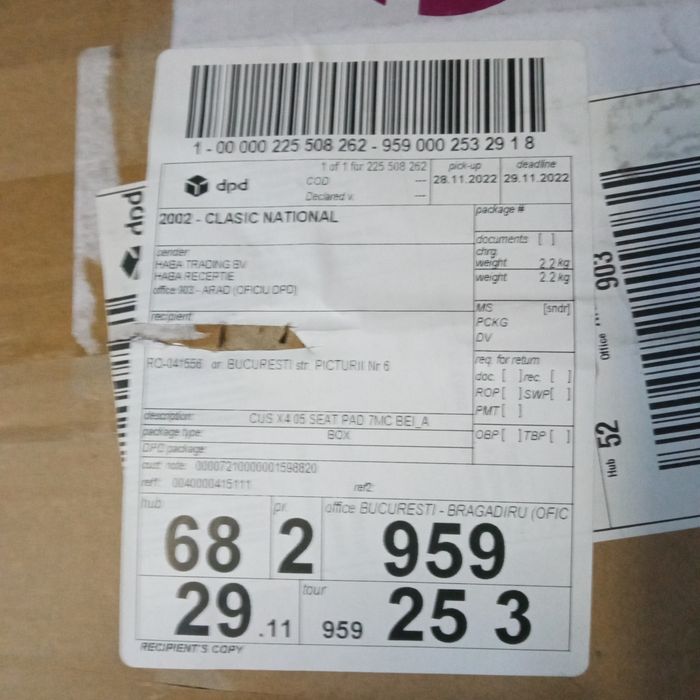 1 - 00 000 225 508 262 - 959 000 253 29 1 8
1 of 1 for 225 508 262
COD ---
Declared v. ---
pick-up
28.11.2022
deadline
29.11.2022
dpd
2002 - CLASIC NATIONAL
package #
documents [ ]
chrg.
weight 2.2 kg
weight 2.2 kg
sender
HABA TRADING BV
HABA RECEPTIE
office: 903 - ARAD (OFICIU DPD)
MS [sndr]
PCKG
DV
recipient:
RO-041556 or. BUCURESTI str. PICTURII Nr 6
req. for return
doc. [ ] rec. [ ]
ROP [ ] SWP [ ]
PMT [ ]
OBP [ ] TBP [ ]
description: CUS X4 05 SEAT PAD 7MC BEI_A
package type: BOX
DPD package:
cust. note: 00007210000001598820
ref1: 0040000415111 ref2:
hub
68
pr.
2
office BUCURESTI - BRAGADIRU (OFIC
959
29.11
tour
959 25 3
RECIPIENT'S COPY
dpd
Office 903
Hub 52